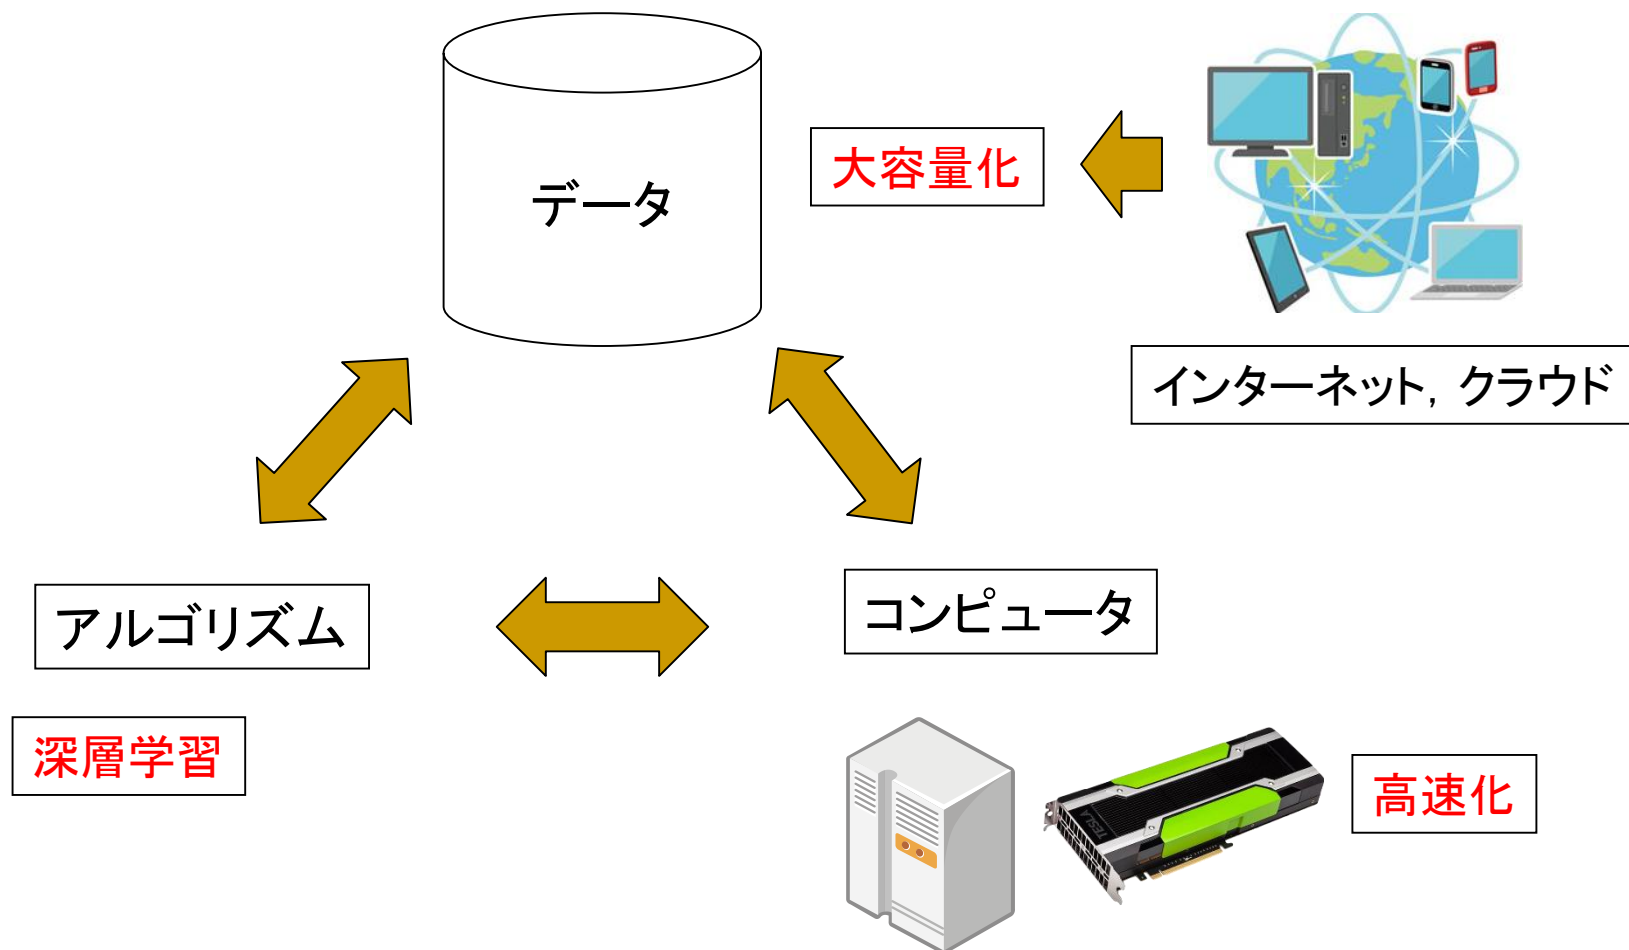 データ
大容量化
インターネット, クラウド
アルゴリズム
コンピュータ
深層学習
TESLA
高速化